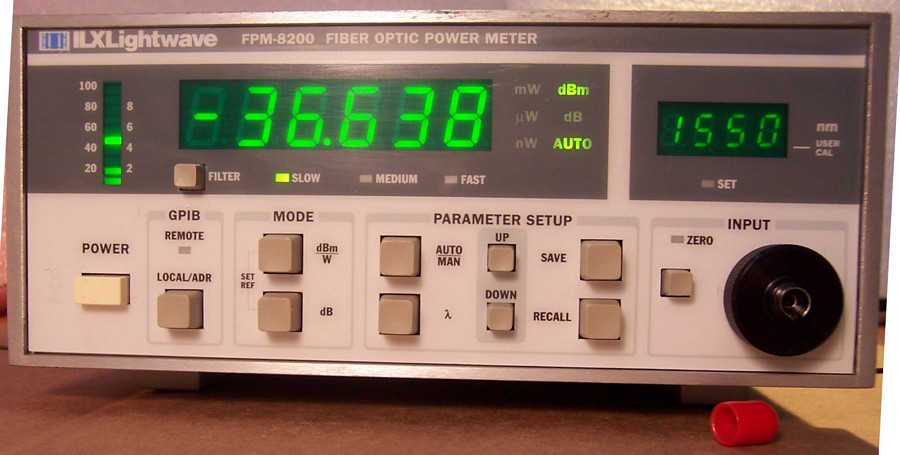 ILXLightwave FPM-8200 FIBER OPTIC POWER METER
100
80 8
60 6
40 4
20 2
-36.638
mW dBm
µW dB
nW AUTO
FILTER
SLOW
MEDIUM
FAST
1550
nm
USER
CAL
SET
POWER
GPIB
REMOTE
LOCAL/ADR
MODE
dBm
W
SET
REF
dB
PARAMETER SETUP
AUTO
MAN
λ
UP
DOWN
SAVE
RECALL
INPUT
ZERO